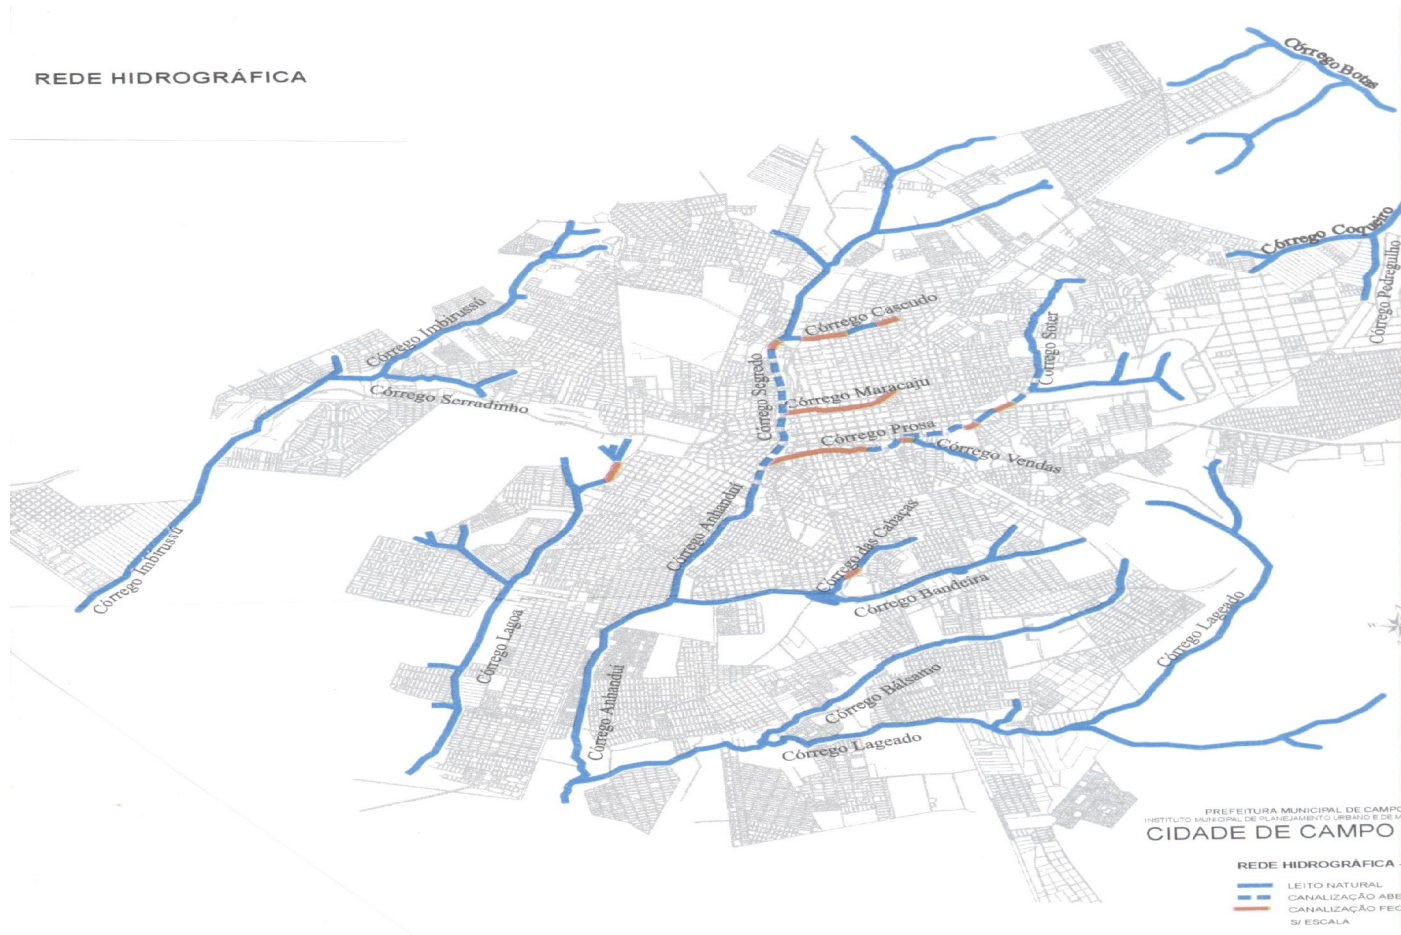 REDE HIDROGRÁFICA
Córrego Botas
Córrego Coqueiro
Córrego Pedregulho
Córrego Imbirussú
Córrego Serradinho
Córrego Cascudo
Córrego Segredo
Córrego Soter
Córrego Maracaju
Córrego Prosa
Córrego Vendas
Córrego Anhanduí
Córrego das Cabaças
Córrego Imbirussú
Córrego Bandeira
Córrego Lagoa
Córrego Lageado
Córrego Anhanduí
Córrego Bálsamo
Córrego Lageado
W
PREFEITURA MUNICIPAL DE CAMPO
INSTITUTO MUNICIPAL DE PLANEJAMENTO URBANO E DE M
CIDADE DE CAMPO
REDE HIDROGRÁFICA -
LEITO NATURAL
CANALIZAÇÃO ABE
CANALIZAÇÃO FEC
S/ ESCALA